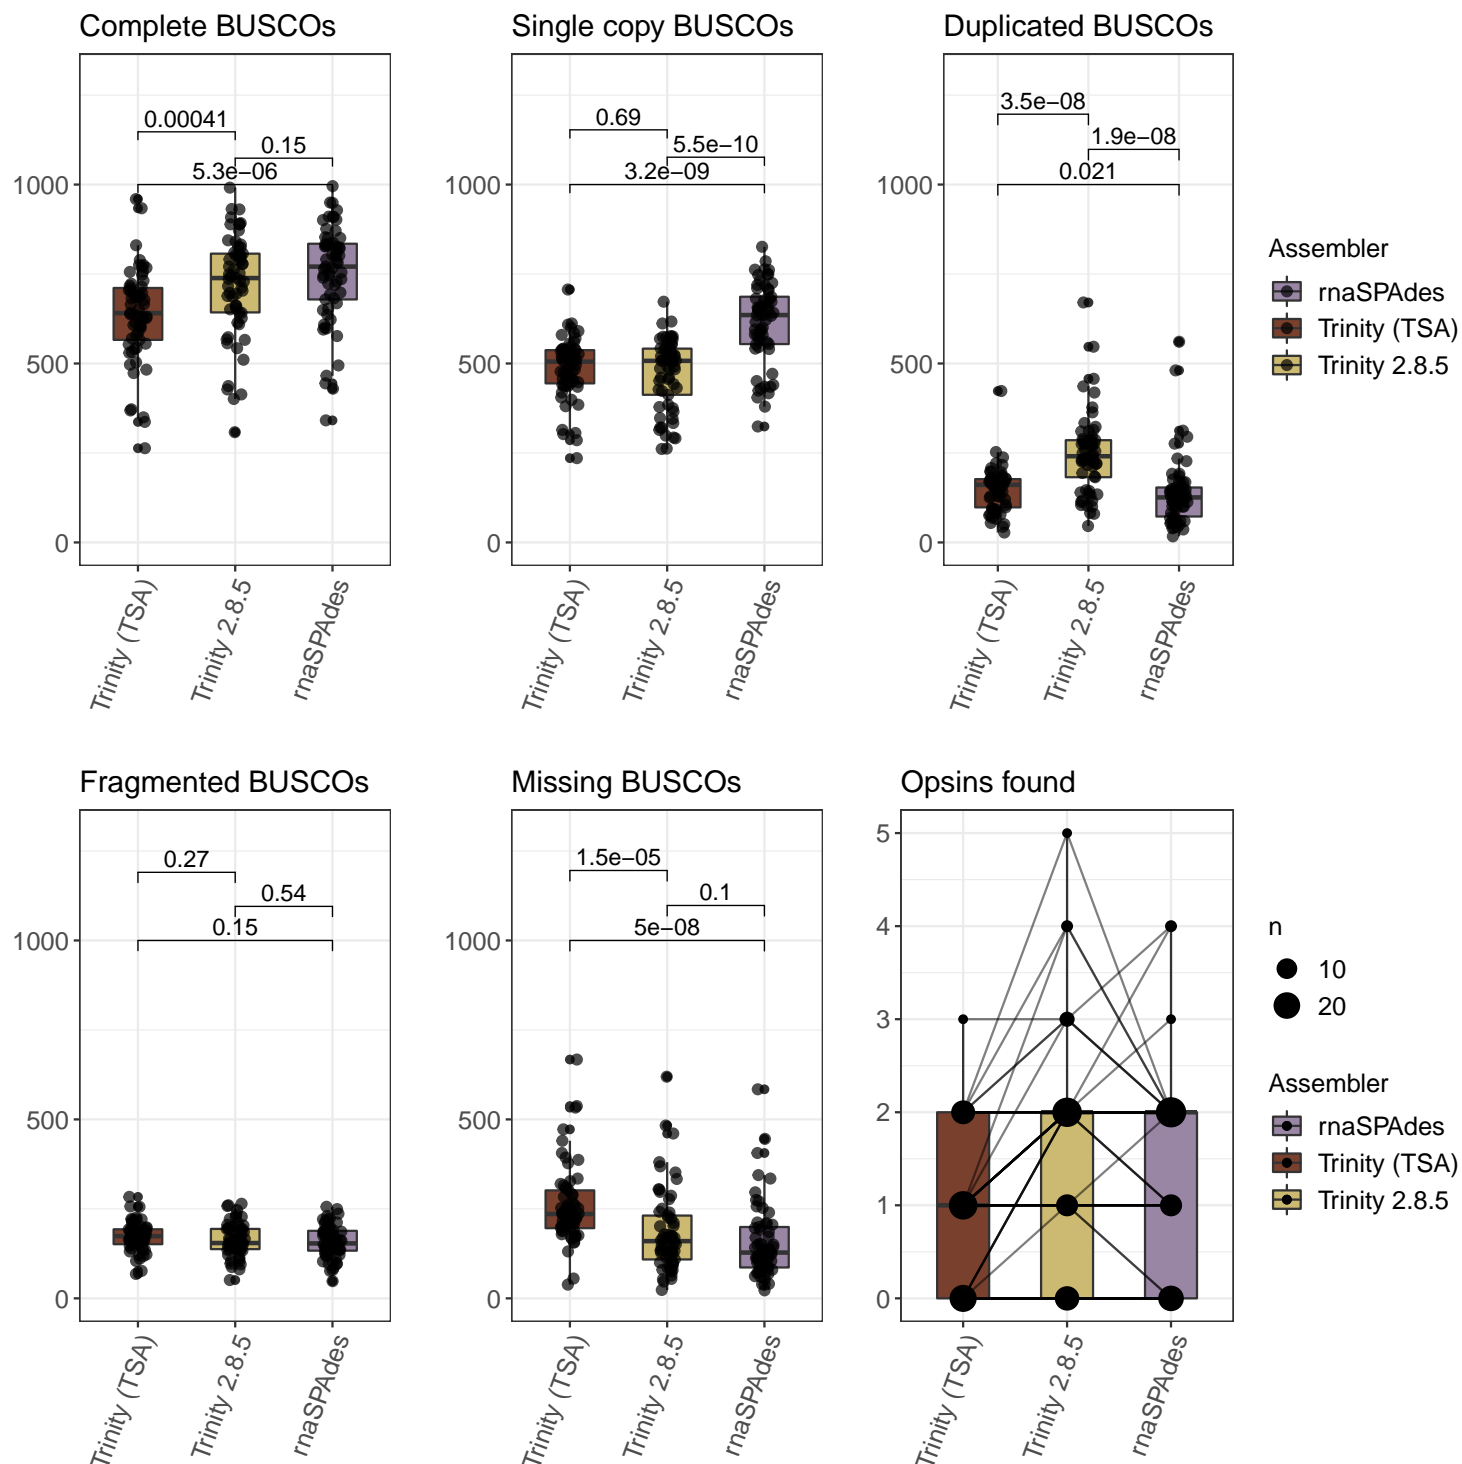 Complete BUSCOs
Single copy BUSCOs
Duplicated BUSCOs
0.00041
0.15
5.3e−06
1000
500
0
Trinity (TSA)
Trinity 2.8.5
rnaSPAdes
0.69
5.5e−10
3.2e−09
1000
500
0
Trinity (TSA)
Trinity 2.8.5
rnaSPAdes
3.5e−08
1.9e−08
0.021
1000
500
0
Trinity (TSA)
Trinity 2.8.5
rnaSPAdes
Assembler
rnaSPAdes
Trinity (TSA)
Trinity 2.8.5
Fragmented BUSCOs
Missing BUSCOs
Opsins found
0.27
0.54
0.15
1000
500
0
Trinity (TSA)
Trinity 2.8.5
rnaSPAdes
1.5e−05
0.1
5e−08
1000
500
0
Trinity (TSA)
Trinity 2.8.5
rnaSPAdes
5
4
3
2
1
0
Trinity (TSA)
Trinity 2.8.5
rnaSPAdes
n
10
20
Assembler
rnaSPAdes
Trinity (TSA)
Trinity 2.8.5